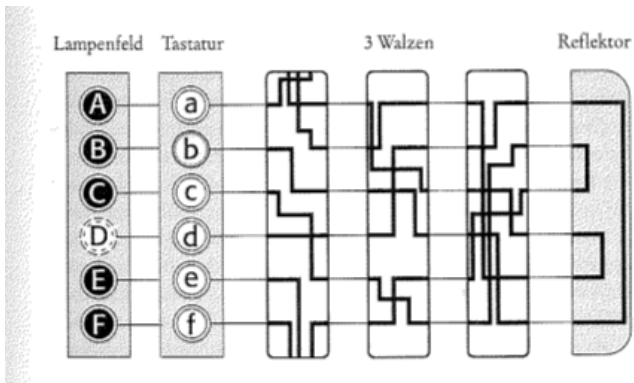 Lampenfeld Tastatur 3 Walzen Reflektor
A a
B b
C c
D d
E e
F f